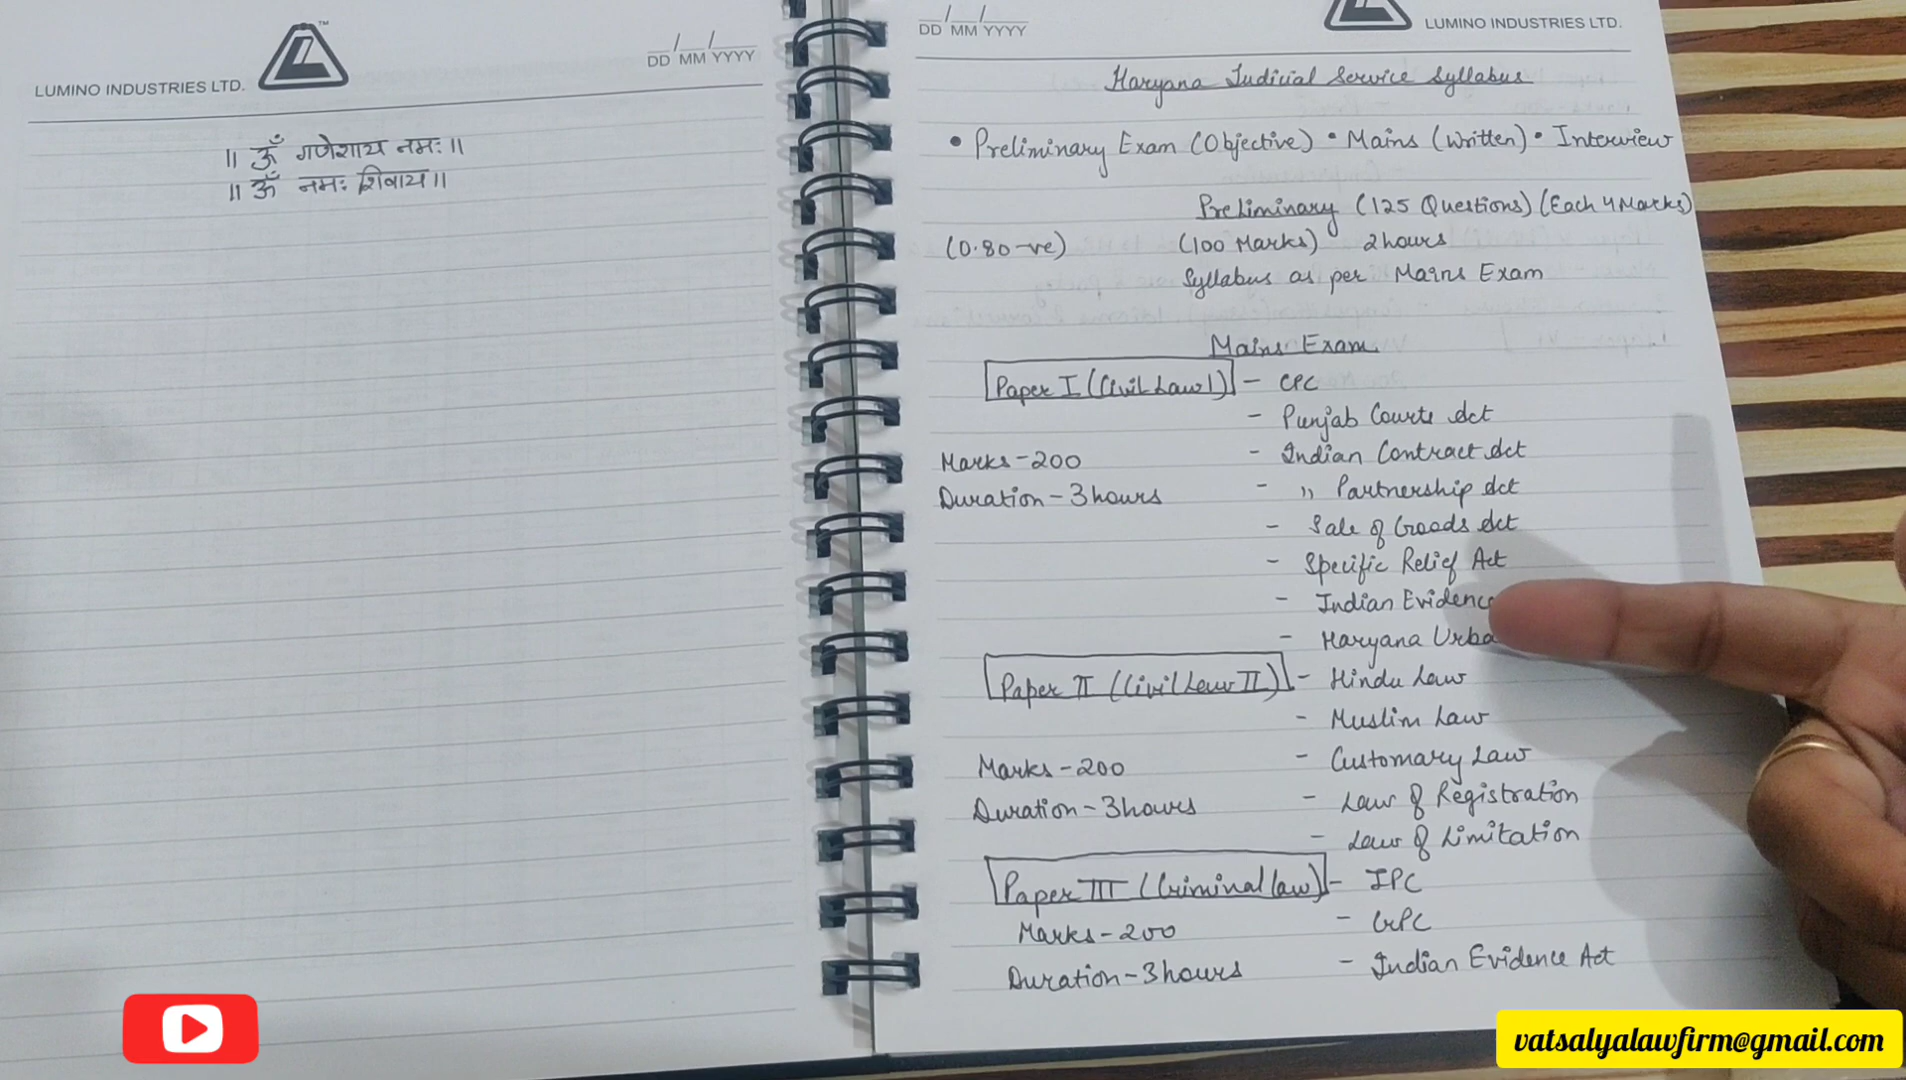 LUMINO INDUSTRIES LTD.
TM
DD MM YYYY
|| ॐ गणेशाय नमः ||
|| ॐ नमः शिवाय ||
DD MM YYYY
LUMINO INDUSTRIES LTD.
Haryana Judicial Service Syllabus
• Preliminary Exam (Objective) • Mains (Written) • Interview
Preliminary (125 Questions) (Each 4 Marks)
(0.80 -ve) (100 Marks) 2 hours
Syllabus as per Mains Exam
Mains Exam
Paper I (Civil Law I) - CPC
- Punjab Courts Act
Marks - 200 - Indian Contract Act
Duration - 3 hours - " Partnership Act
- Sale of Goods Act
- Specific Relief Act
- Indian Evidence
- Haryana Urba
Paper II (Civil Law II) - Hindu Law
- Muslim Law
Marks - 200 - Customary Law
Duration - 3 hours - Law of Registration
- Law of Limitation
Paper III (Criminal Law) - IPC
Marks - 200 - CrPC
Duration - 3 hours - Indian Evidence Act
vatsalyalawfirm@gmail.com